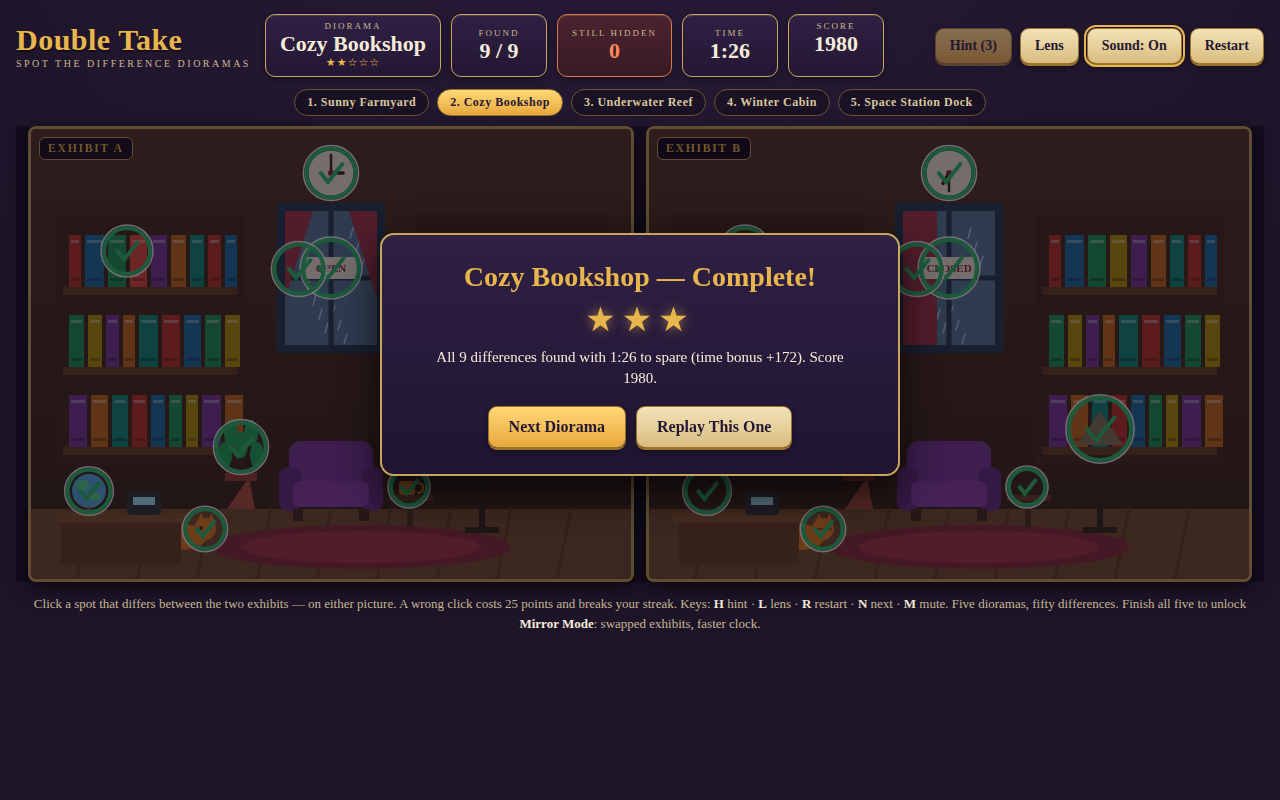 Double Take
SPOT THE DIFFERENCE DIORAMAS
DIORAMA
Cozy Bookshop
★★☆☆☆
FOUND
9 / 9
STILL HIDDEN
0
TIME
1:26
SCORE
1980
Hint (3)
Lens
Sound: On
Restart
1. Sunny Farmyard
2. Cozy Bookshop
3. Underwater Reef
4. Winter Cabin
5. Space Station Dock
EXHIBIT A
EXHIBIT B
OPEN
CLOSED
Cozy Bookshop — Complete!
★★★
All 9 differences found with 1:26 to spare (time bonus +172). Score
1980.
Next Diorama
Replay This One
Click a spot that differs between the two exhibits — on either picture. A wrong click costs 25 points and breaks your streak. Keys: H hint · L lens · R restart · N next · M mute. Five dioramas, fifty differences. Finish all five to unlock
Mirror Mode: swapped exhibits, faster clock.